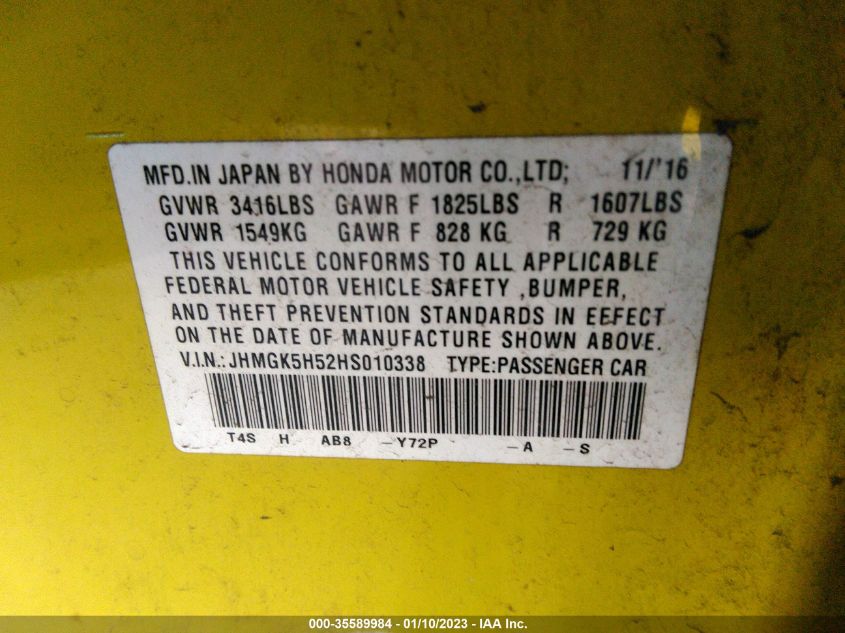 MFD.IN JAPAN BY HONDA MOTOR CO.,LTD; 11/'16
GVWR 3416LBS GAWR F 1825LBS R 1607LBS
GVWR 1549KG GAWR F 828 KG R 729 KG
THIS VEHICLE CONFORMS TO ALL APPLICABLE
FEDERAL MOTOR VEHICLE SAFETY ,BUMPER,
AND THEFT PREVENTION STANDARDS IN EFFECT
ON THE DATE OF MANUFACTURE SHOWN ABOVE.
V.I.N.: JHMGK5H52HS010338 TYPE:PASSENGER CAR
T4S H AB8 -Y72P -A -S
000-35589984 - 01/10/2023 - IAA Inc.